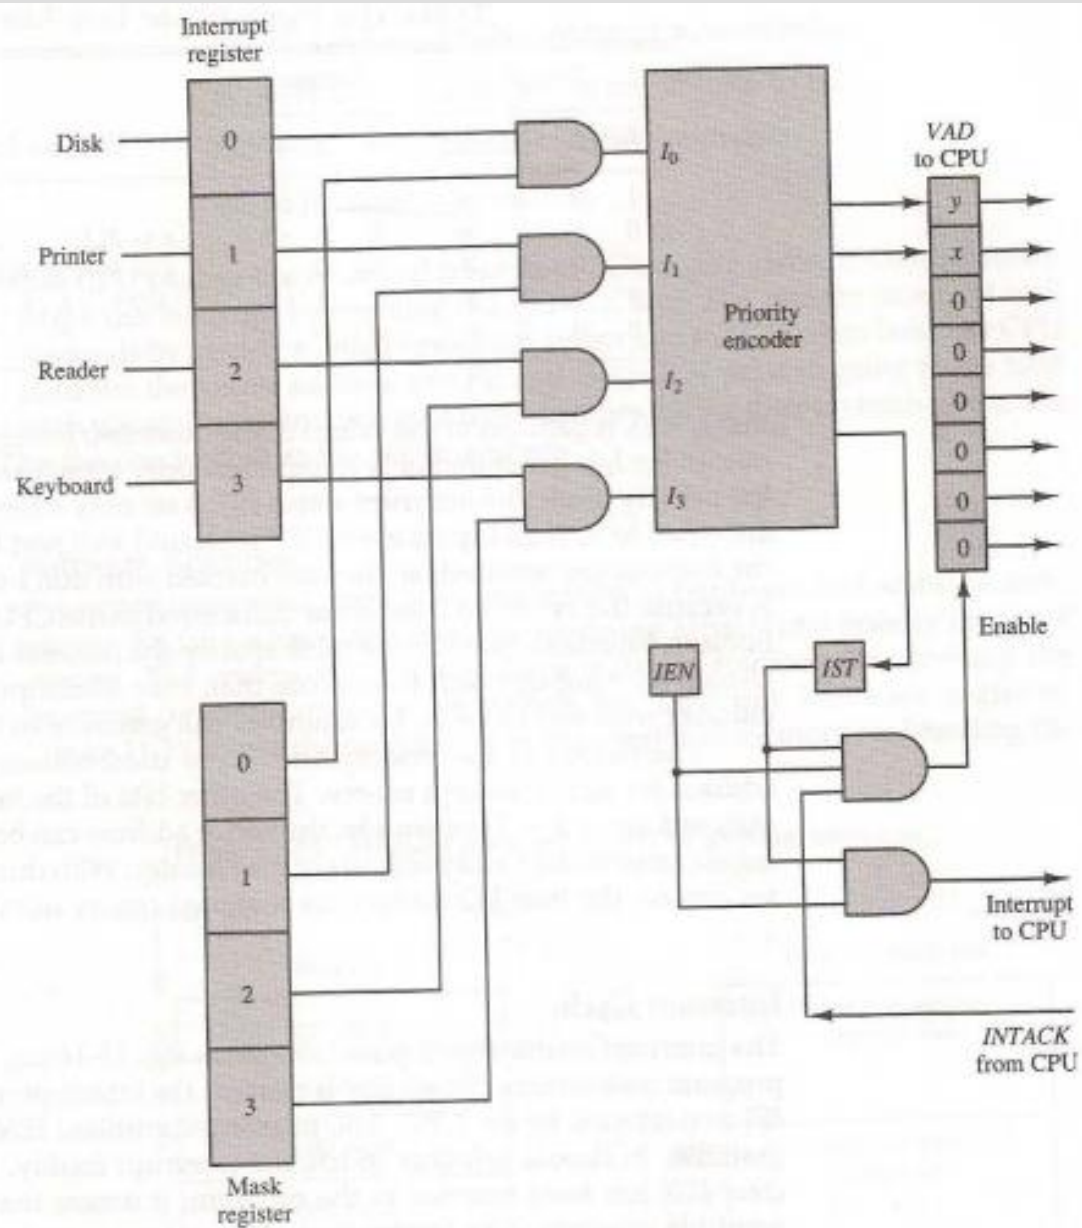 Interrupt
register
Disk
0
Printer
1
Reader
2
Keyboard
3
I0
I1
I2
I3
Priority
encoder
VAD
to CPU
y
x
0
0
0
0
0
0
Enable
IEN
IST
0
1
2
3
Mask
register
Interrupt
to CPU
INTACK
from CPU